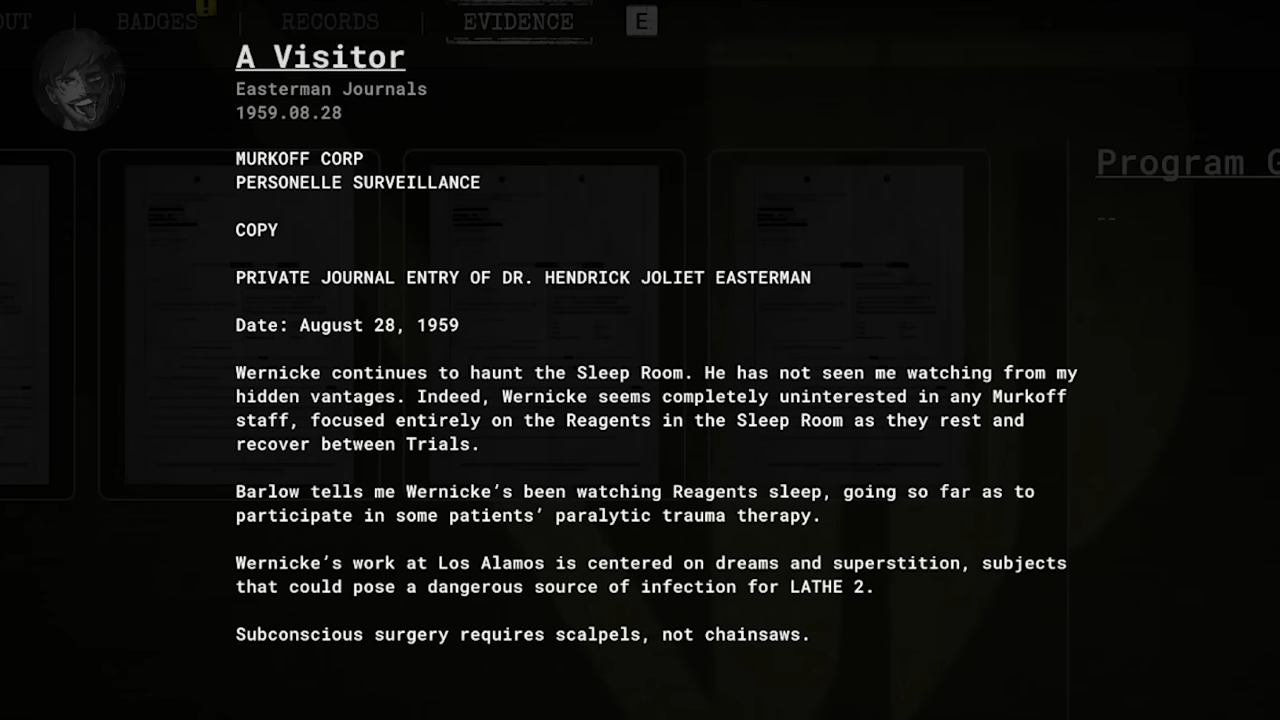 OUT | BADGES ! | RECORDS | EVIDENCE E
A Visitor
Easterman Journals
1959.08.28
MURKOFF CORP
PERSONELLE SURVEILLANCE
Program
--
COPY
PRIVATE JOURNAL ENTRY OF DR. HENDRICK JOLIET EASTERMAN
Date: August 28, 1959
Wernicke continues to haunt the Sleep Room. He has not seen me watching from my
hidden vantages. Indeed, Wernicke seems completely uninterested in any Murkoff
staff, focused entirely on the Reagents in the Sleep Room as they rest and
recover between Trials.
Barlow tells me Wernicke’s been watching Reagents sleep, going so far as to
participate in some patients’ paralytic trauma therapy.
Wernicke’s work at Los Alamos is centered on dreams and superstition, subjects
that could pose a dangerous source of infection for LATHE 2.
Subconscious surgery requires scalpels, not chainsaws.